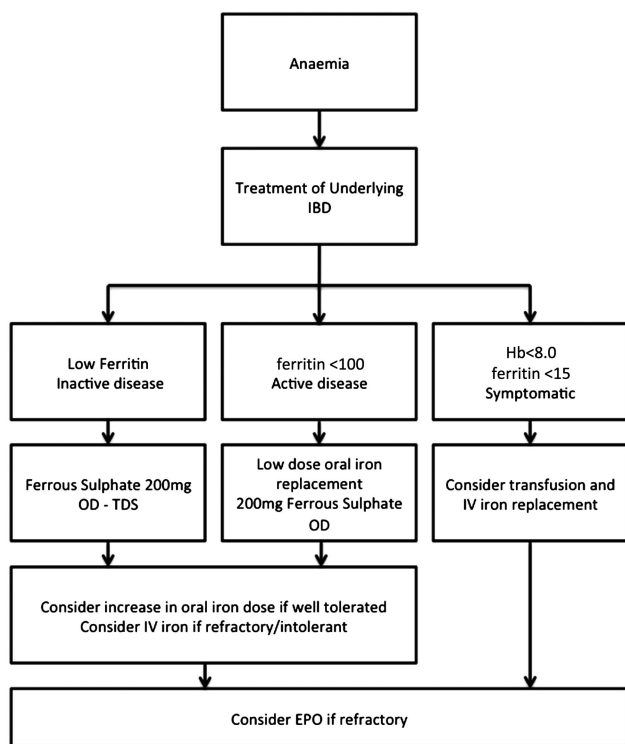 Anaemia
Treatment of Underlying
IBD
Low Ferritin
Inactive disease
ferritin <100
Active disease
Hb<8.0
ferritin <15
Symptomatic
Ferrous Sulphate 200mg
OD - TDS
Low dose oral iron
replacement
200mg Ferrous Sulphate
OD
Consider transfusion and
IV iron replacement
Consider increase in oral iron dose if well tolerated
Consider IV iron if refractory/intolerant
Consider EPO if refractory